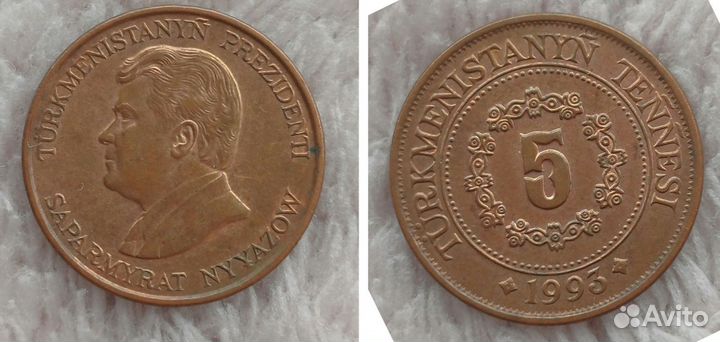 TÜRKMENISTANYŇ PREZIDENTI
SAPARMYRAT NYÝAZOW
TÜRKMENISTANYŇ TEŇŇESI
5
1993
Avito